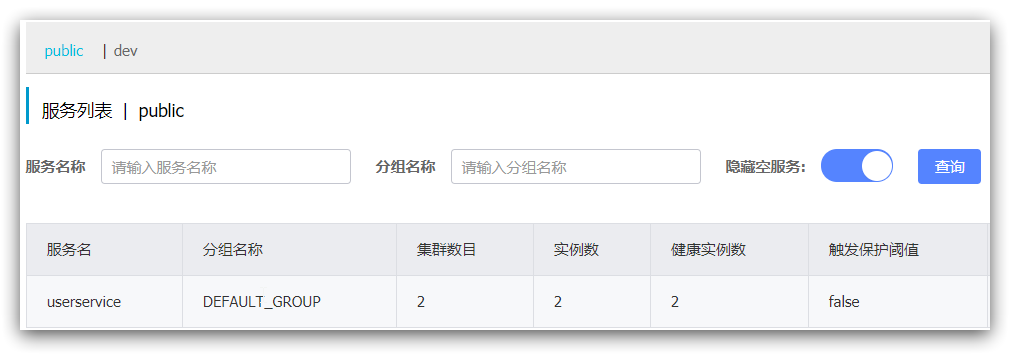 public | dev
服务列表 | public
服务名称 请输入服务名称 分组名称 请输入分组名称 隐藏空服务: 查询
服务名 分组名称 集群数目 实例数 健康实例数 触发保护阈值
userservice DEFAULT_GROUP 2 2 2 false